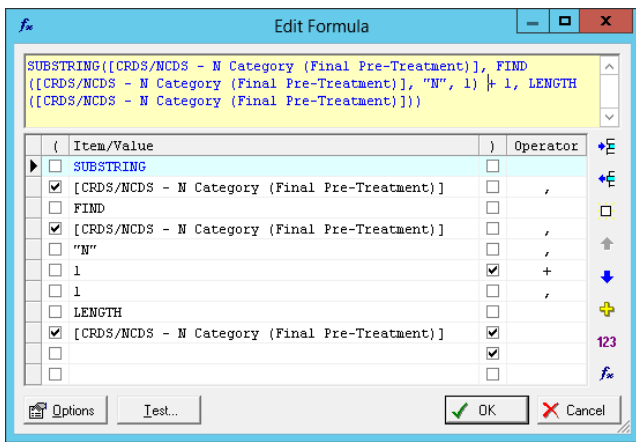 fx Edit Formula
SUBSTRING([CRDS/NCDS - N Category (Final Pre-Treatment)], FIND
([CRDS/NCDS - N Category (Final Pre-Treatment)], "N", 1) + 1, LENGTH
([CRDS/NCDS - N Category (Final Pre-Treatment)]))
( Item/Value ) Operator
SUBSTRING
[CRDS/NCDS - N Category (Final Pre-Treatment)] ,
FIND
[CRDS/NCDS - N Category (Final Pre-Treatment)] ,
"N" ,
1 +
1 ,
LENGTH
[CRDS/NCDS - N Category (Final Pre-Treatment)]
123
fx
Options Test... OK Cancel